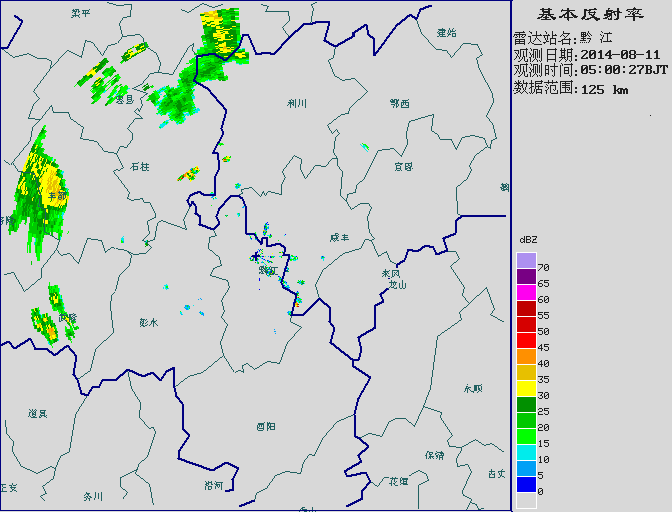 基本反射率
雷达站名:黔 江
观测日期:2014-08-11
观测时间:05:00:27BJT
数据范围:125 km
梁平
建始
忠县
利川
鄂西
石柱
宣恩
丰都
咸丰
黔江
来风
龙山
武隆
彭水
永顺
道真
酉阳
保靖
古丈
花垣
正安
务川
沿河
dBZ
70
65
60
55
50
45
40
35
30
25
20
15
10
5
0